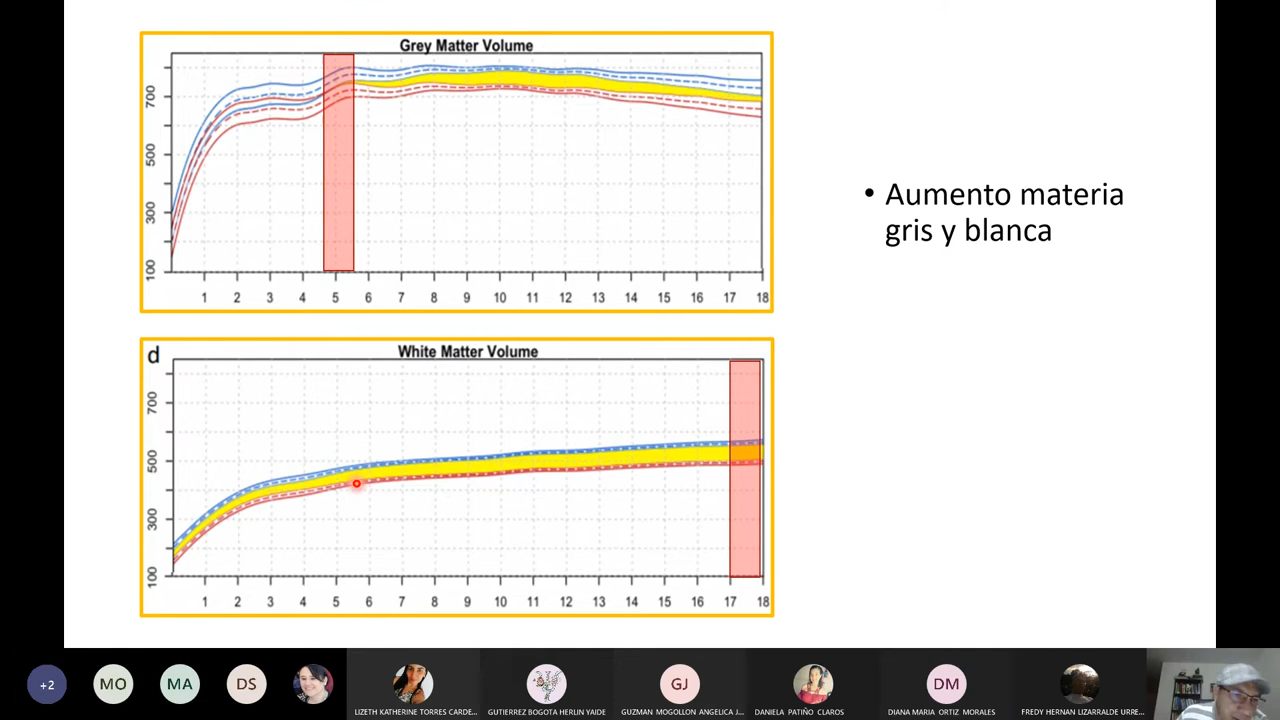 Grey Matter Volume
700
500
300
100
1 2 3 4 5 6 7 8 9 10 11 12 13 14 15 16 17 18
• Aumento materia
gris y blanca
d
White Matter Volume
700
500
300
100
1 2 3 4 5 6 7 8 9 10 11 12 13 14 15 16 17 18
+2 MO MA DS GJ DM
LIZETH KATHERINE TORRES CARDE... GUTIERREZ BOGOTA HERLIN YAIDE GUZMAN MOGOLLON ANGELICA J... DANIELA PATIÑO CLAROS DIANA MARIA ORTIZ MORALES FREDY HERNAN LIZARRALDE URRE...